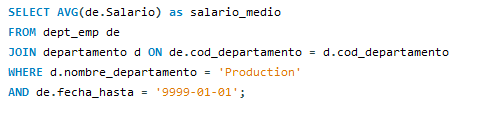 SELECT AVG(de.Salario) as salario_medio
FROM dept_emp de
JOIN departamento d ON de.cod_departamento = d.cod_departamento
WHERE d.nombre_departamento = 'Production'
AND de.fecha_hasta = '9999-01-01';